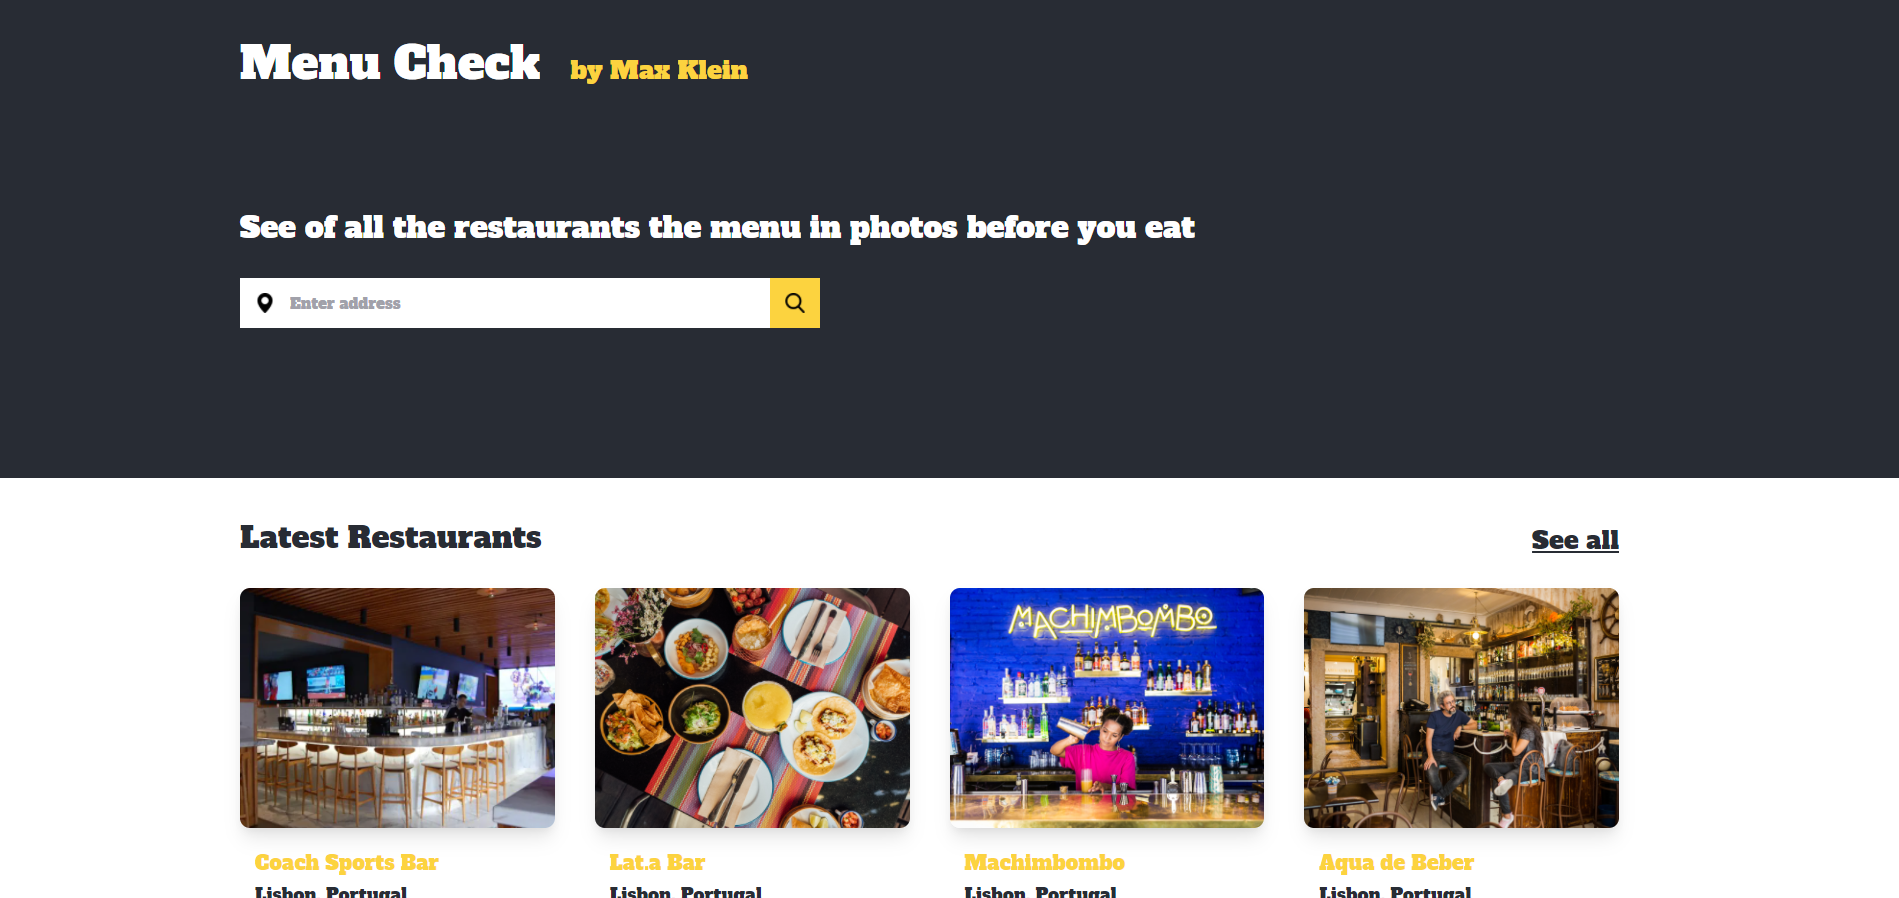 Menu Check by Max Klein
See of all the restaurants the menu in photos before you eat
Enter address
Latest Restaurants
See all
MACHIMBOMBO
Coach Sports Bar
Lisbon, Portugal
Lat.a Bar
Lisbon, Portugal
Machimbombo
Lisbon, Portugal
Aqua de Beber
Lisbon, Portugal